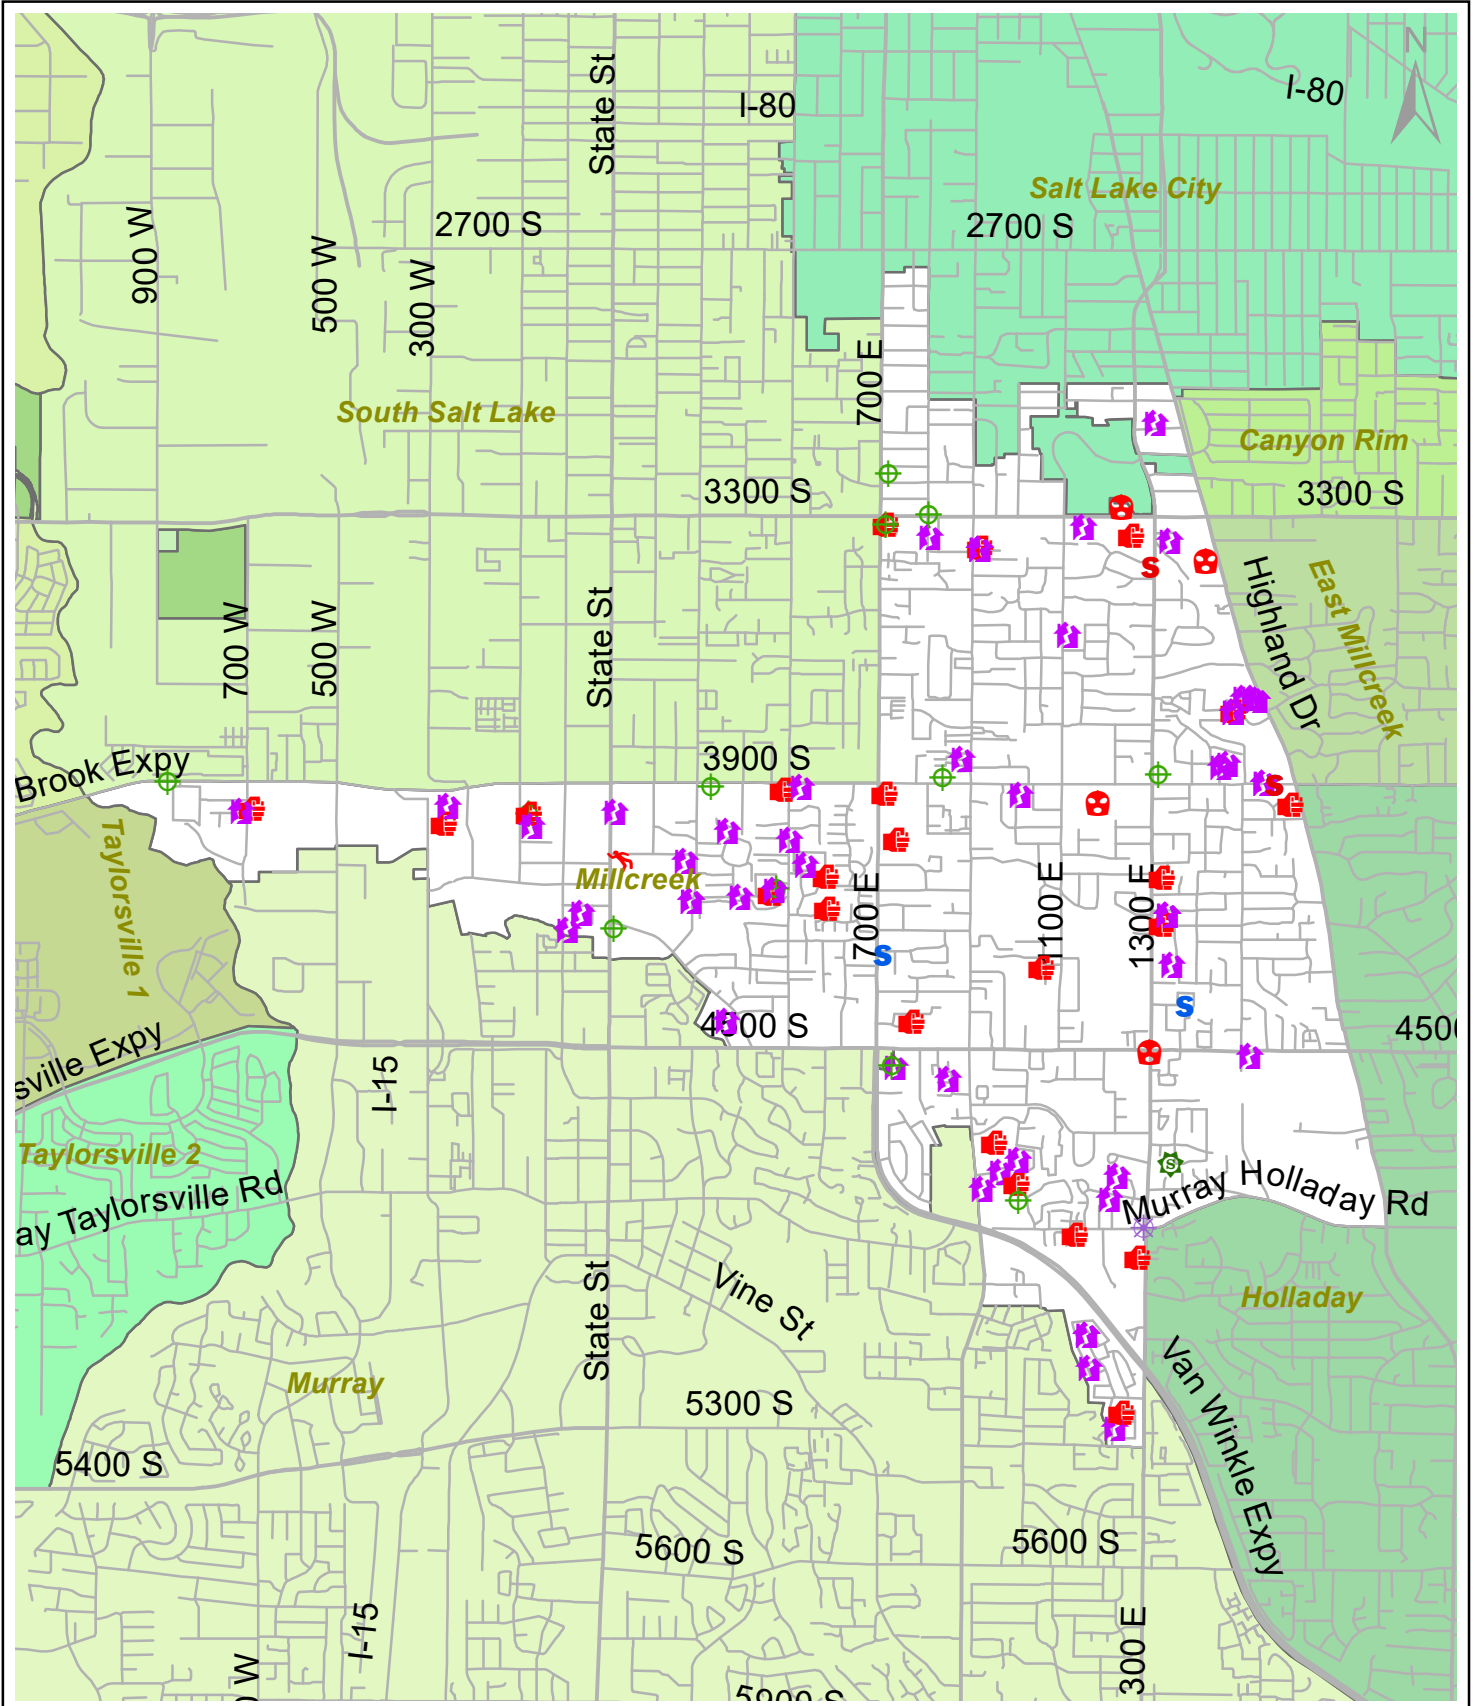 N
I-80
I-80
State St
Salt Lake City
900 W
500 W
300 W
2700 S
2700 S
700 E
South Salt Lake
Canyon Rim
3300 S
3300 S
Highland Dr
East Millcreek
State St
700 W
500 W
Brook Expy
3900 S
Taylorsville 1
Millcreek
700 E
1100 E
1300 E
S
S
S
S
4500 S
4500
sville Expy
I-15
Taylorsville 2
ay Taylorsville Rd
S
Murray Holladay Rd
State St
Vine St
Holladay
Murray
Van Winkle Expy
5300 S
5400 S
5600 S
5600 S
I-15
300 E
0 W
5900 S